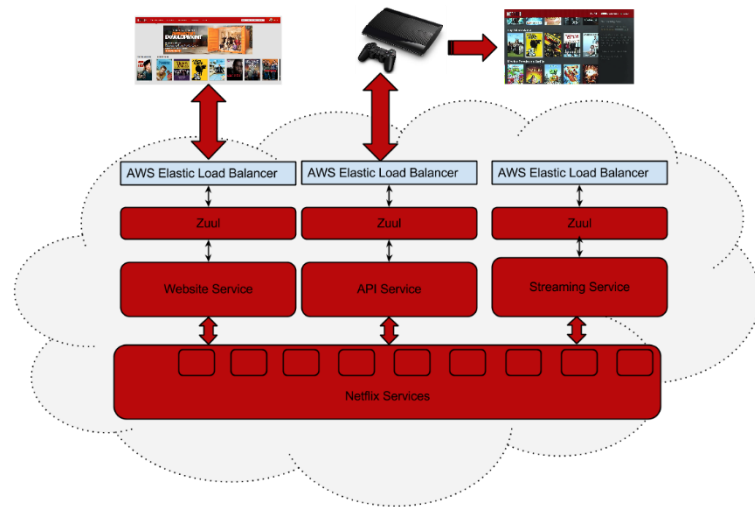 DEVELOPMENT
AWS Elastic Load Balancer
AWS Elastic Load Balancer
AWS Elastic Load Balancer
Zuul
Zuul
Zuul
Website Service
API Service
Streaming Service
Netflix Services